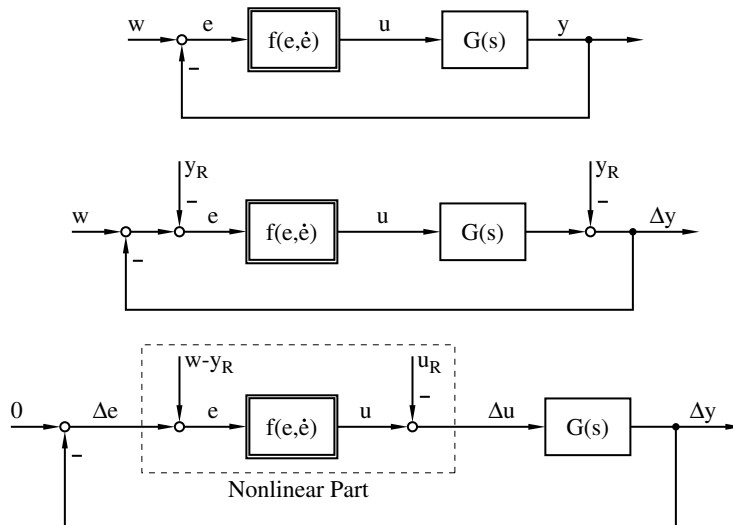 w e f(e,ė) u G(s) y
–
y_R y_R
–
–
w e f(e,ė) u G(s) Δy
–
w-y_R u_R
–
0 Δe e f(e,ė) u Δu G(s) Δy
–
Nonlinear Part